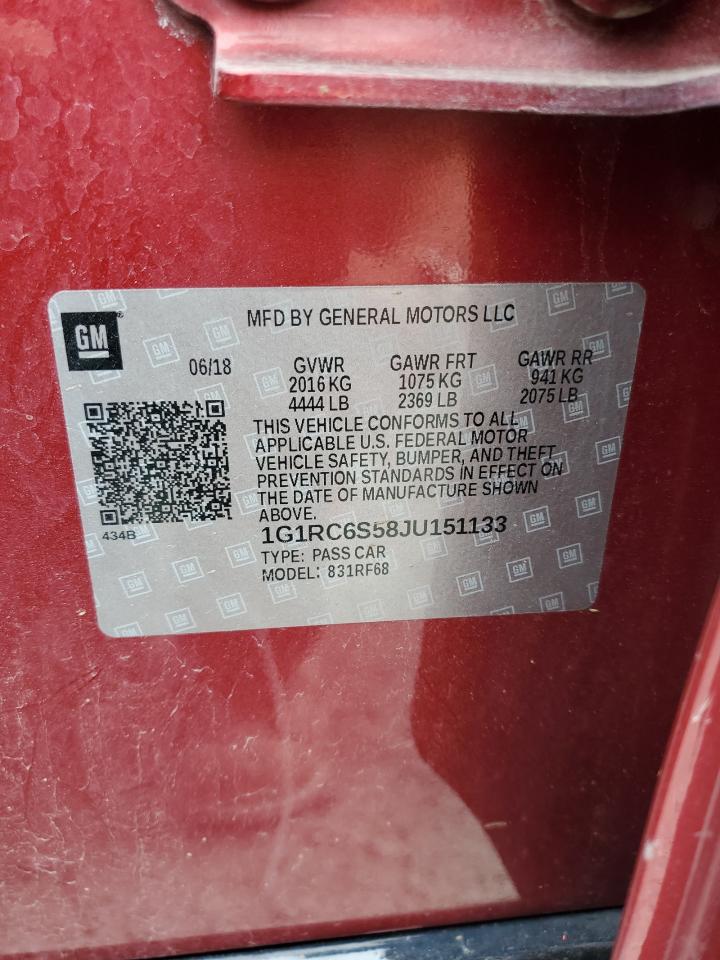 GM
MFD BY GENERAL MOTORS LLC
06/18 GVWR GAWR FRT GAWR RR
2016 KG 1075 KG 941 KG
4444 LB 2369 LB 2075 LB
THIS VEHICLE CONFORMS TO ALL
APPLICABLE U.S. FEDERAL MOTOR
VEHICLE SAFETY, BUMPER, AND THEFT
PREVENTION STANDARDS IN EFFECT ON
THE DATE OF MANUFACTURE SHOWN
ABOVE.
434B
1G1RC6S58JU151133
TYPE: PASS CAR
MODEL: 831RF68